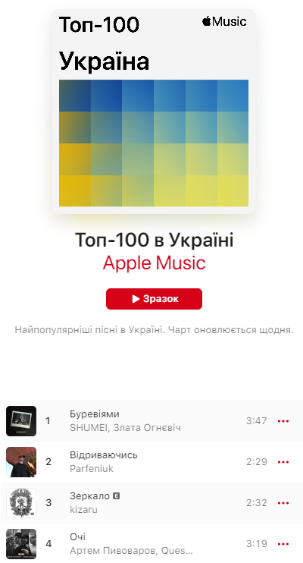 Топ-100
Music
Україна
Топ-100 в Україні
Apple Music
Зразок
Найпопулярніші пісні в Україні. Чарт оновлюється щодня.
1 Буревіями 3:47
SHUMEI, Злата Огнєвіч
2 Відриваючись 2:29
Parfeniuk
3 Зеркало E 2:32
kizaru
4 Очі 3:19
Артем Пивоваров, Ques...